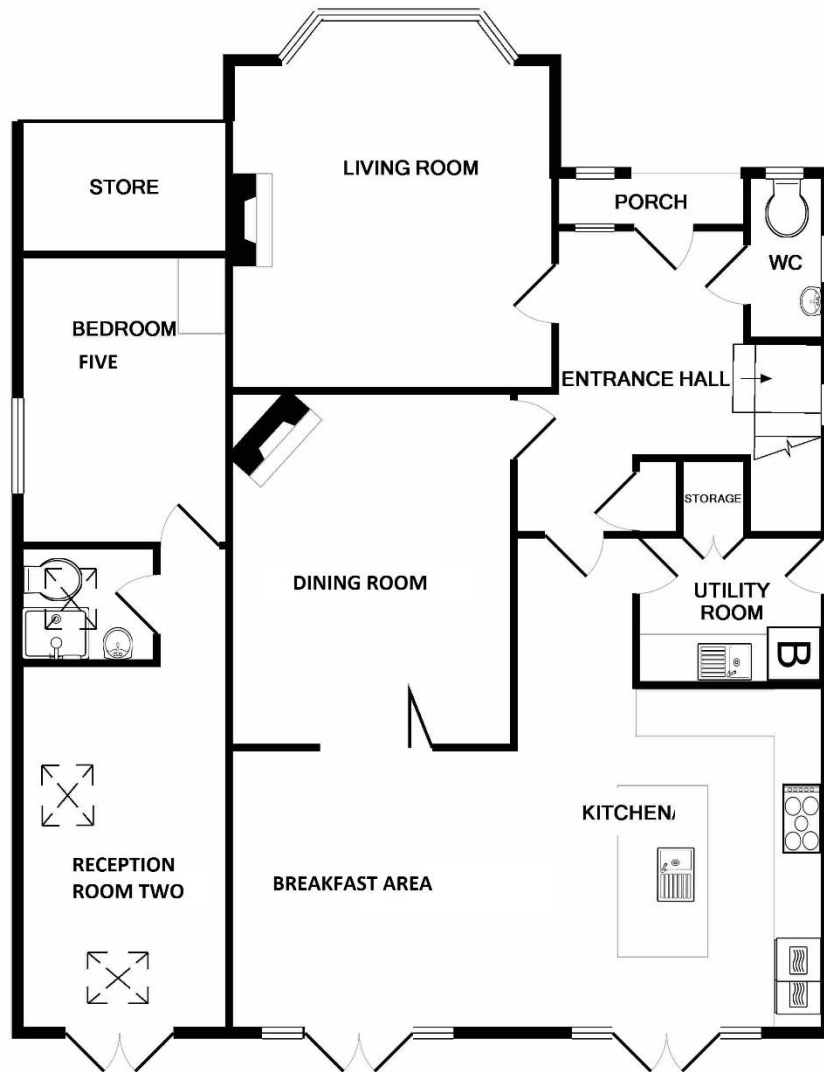 LIVING ROOM
STORE
PORCH
WC
BEDROOM
FIVE
ENTRANCE HALL
STORAGE
DINING ROOM
UTILITY
ROOM
B
KITCHEN/
RECEPTION
ROOM TWO
BREAKFAST AREA